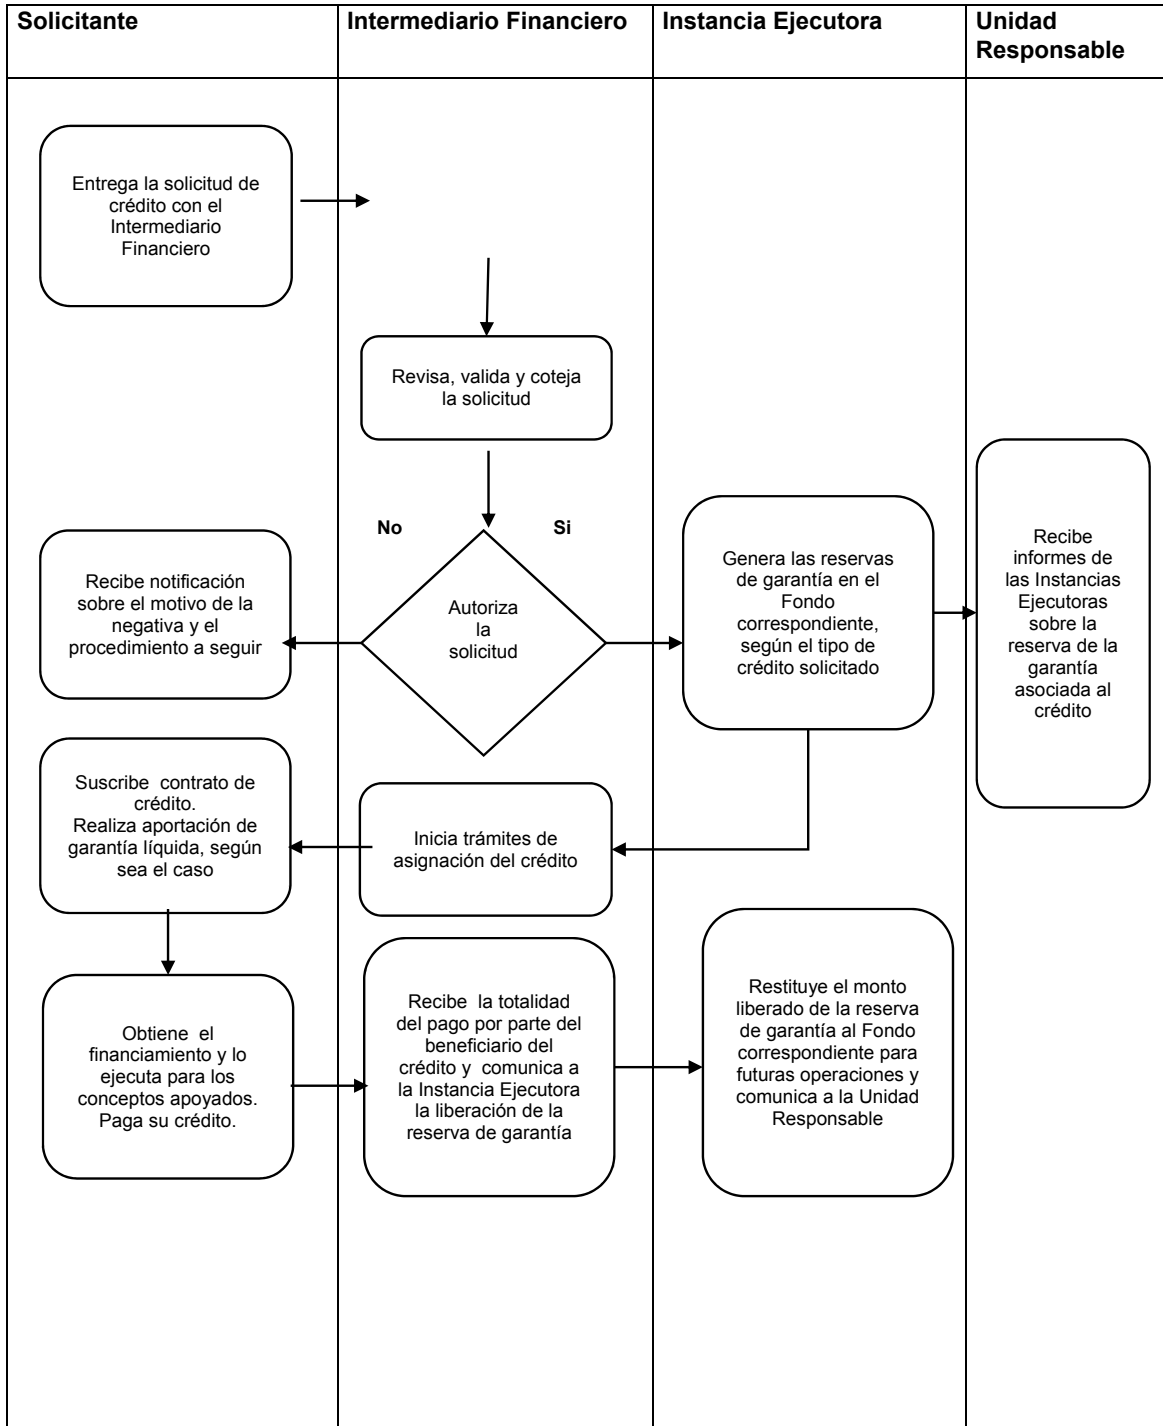 Solicitante
Intermediario Financiero
Instancia Ejecutora
Unidad
Responsable
Entrega la solicitud de
crédito con el
Intermediario
Financiero
Revisa, valida y coteja
la solicitud
No
Si
Autoriza
la
solicitud
Recibe notificación
sobre el motivo de la
negativa y el
procedimiento a seguir
Genera las reservas
de garantía en el
Fondo
correspondiente,
según el tipo de
crédito solicitado
Recibe
informes de
las Instancias
Ejecutoras
sobre la
reserva de la
garantía
asociada al
crédito
Suscribe contrato de
crédito.
Realiza aportación de
garantía líquida, según
sea el caso
Inicia trámites de
asignación del crédito
Obtiene el
financiamiento y lo
ejecuta para los
conceptos apoyados.
Paga su crédito.
Recibe la totalidad
del pago por parte del
beneficiario del
crédito y comunica a
la Instancia Ejecutora
la liberación de la
reserva de garantía
Restituye el monto
liberado de la reserva
de garantía al Fondo
correspondiente para
futuras operaciones y
comunica a la Unidad
Responsable